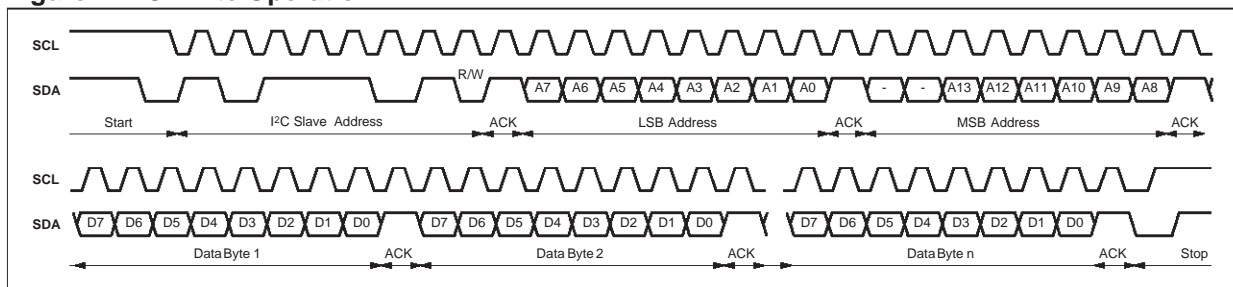 SCL
R/W
SDA A7 A6 A5 A4 A3 A2 A1 A0 - - A13 A12 A11 A10 A9 A8
Start I²C Slave Address ACK LSB Address ACK MSB Address ACK
SCL
SDA D7 D6 D5 D4 D3 D2 D1 D0 D7 D6 D5 D4 D3 D2 D1 D0 D7 D6 D5 D4 D3 D2 D1 D0
Data Byte 1 ACK Data Byte 2 ACK Data Byte n ACK Stop